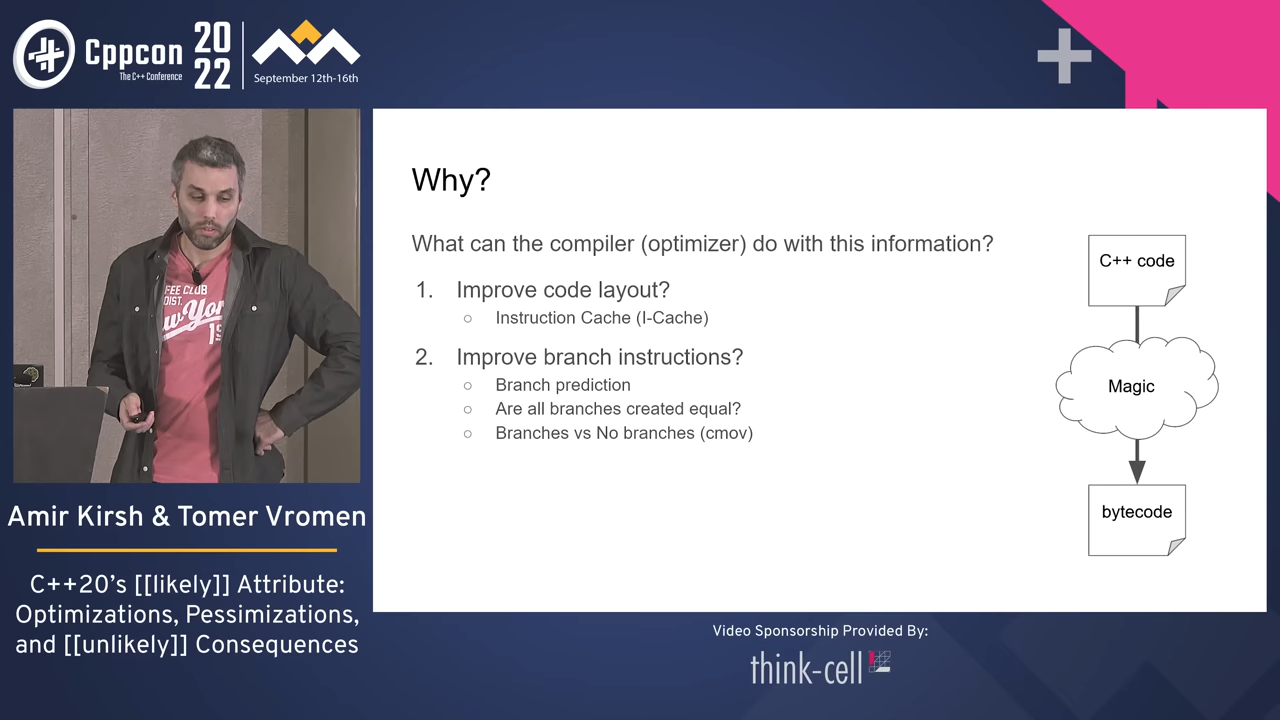 Cppcon
The C++ Conference
20
22
September 12th-16th
FEE CLUB
DIST.
Amir Kirsh & Tomer Vromen
C++20's [[likely]] Attribute:
Optimizations, Pessimizations,
and [[unlikely]] Consequences
Why?
What can the compiler (optimizer) do with this information?
1. Improve code layout?
○ Instruction Cache (I-Cache)
2. Improve branch instructions?
○ Branch prediction
○ Are all branches created equal?
○ Branches vs No branches (cmov)
C++ code
Magic
bytecode
Video Sponsorship Provided By:
think-cell